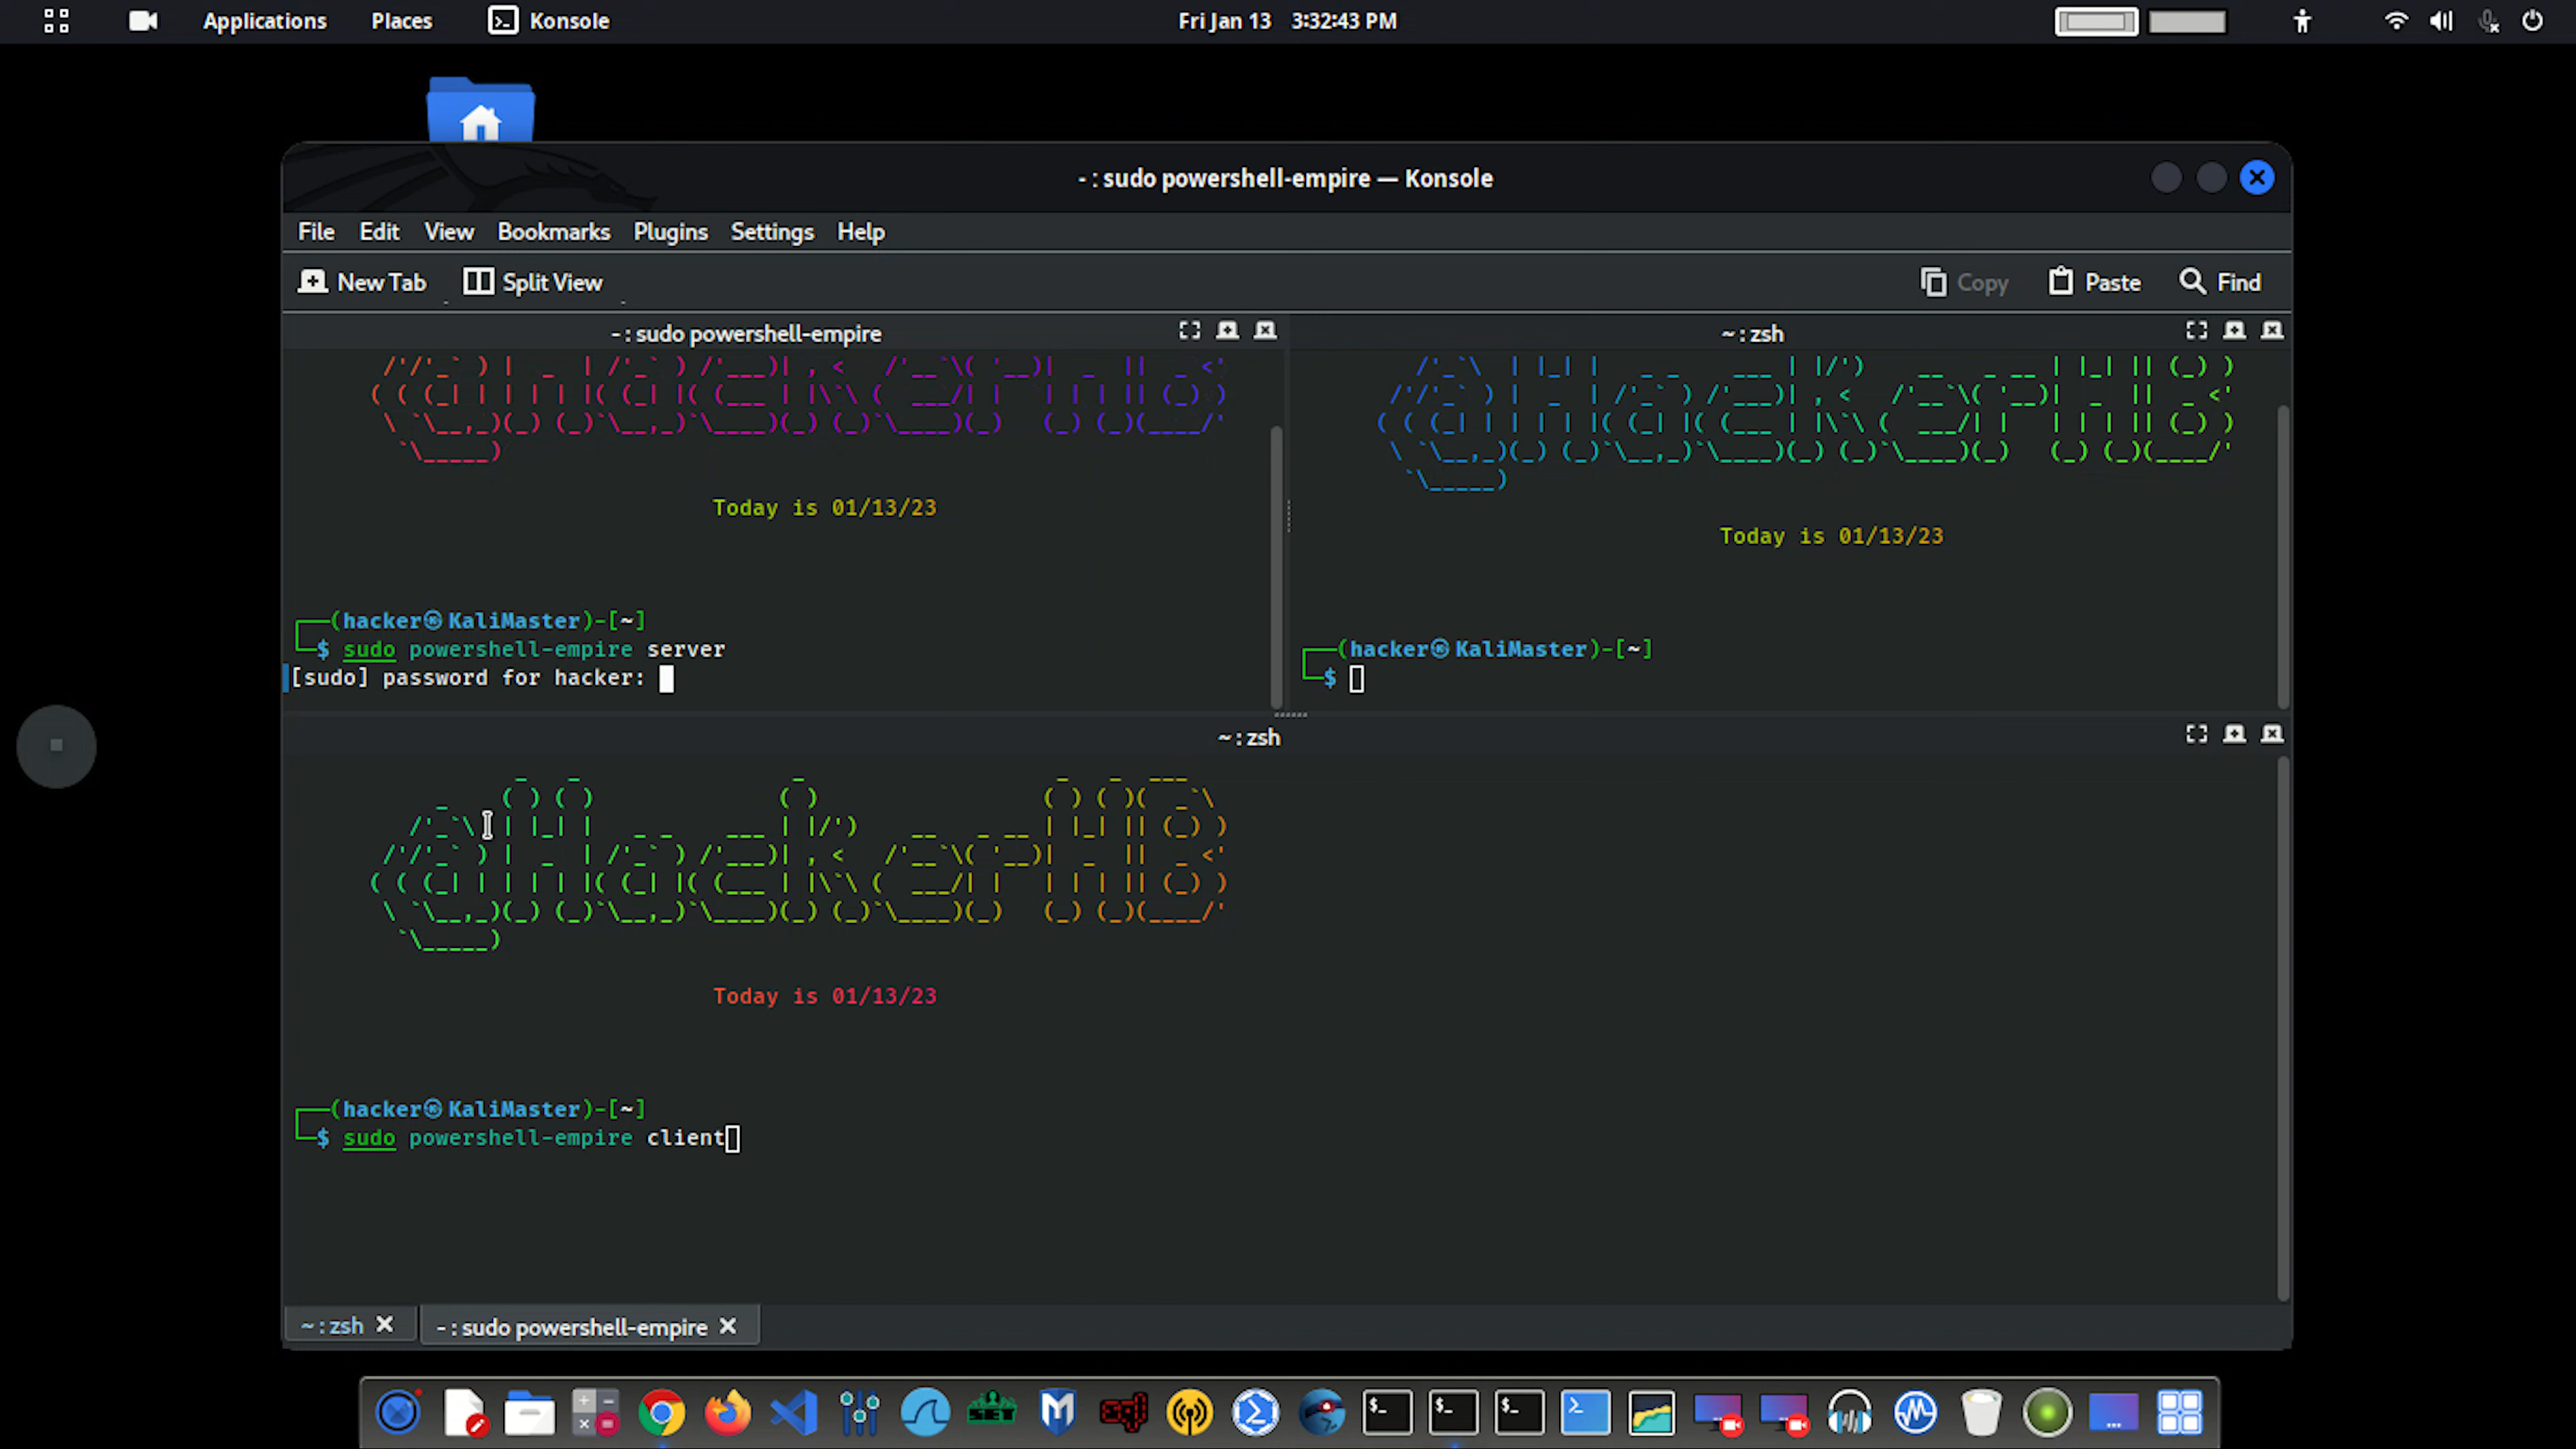 Applications Places Konsole Fri Jan 13 3:32:43 PM
- : sudo powershell-empire — Konsole
File Edit View Bookmarks Plugins Settings Help
New Tab Split View Copy Paste Find
- : sudo powershell-empire
~ : zsh
@HackerHB
Today is 01/13/23
(hacker㉿KaliMaster)-[~]
$ sudo powershell-empire server
[sudo] password for hacker:
@HackerHB
Today is 01/13/23
(hacker㉿KaliMaster)-[~]
$
~ : zsh
@HackerHB
Today is 01/13/23
(hacker㉿KaliMaster)-[~]
$ sudo powershell-empire client
~ : zsh
- : sudo powershell-empire